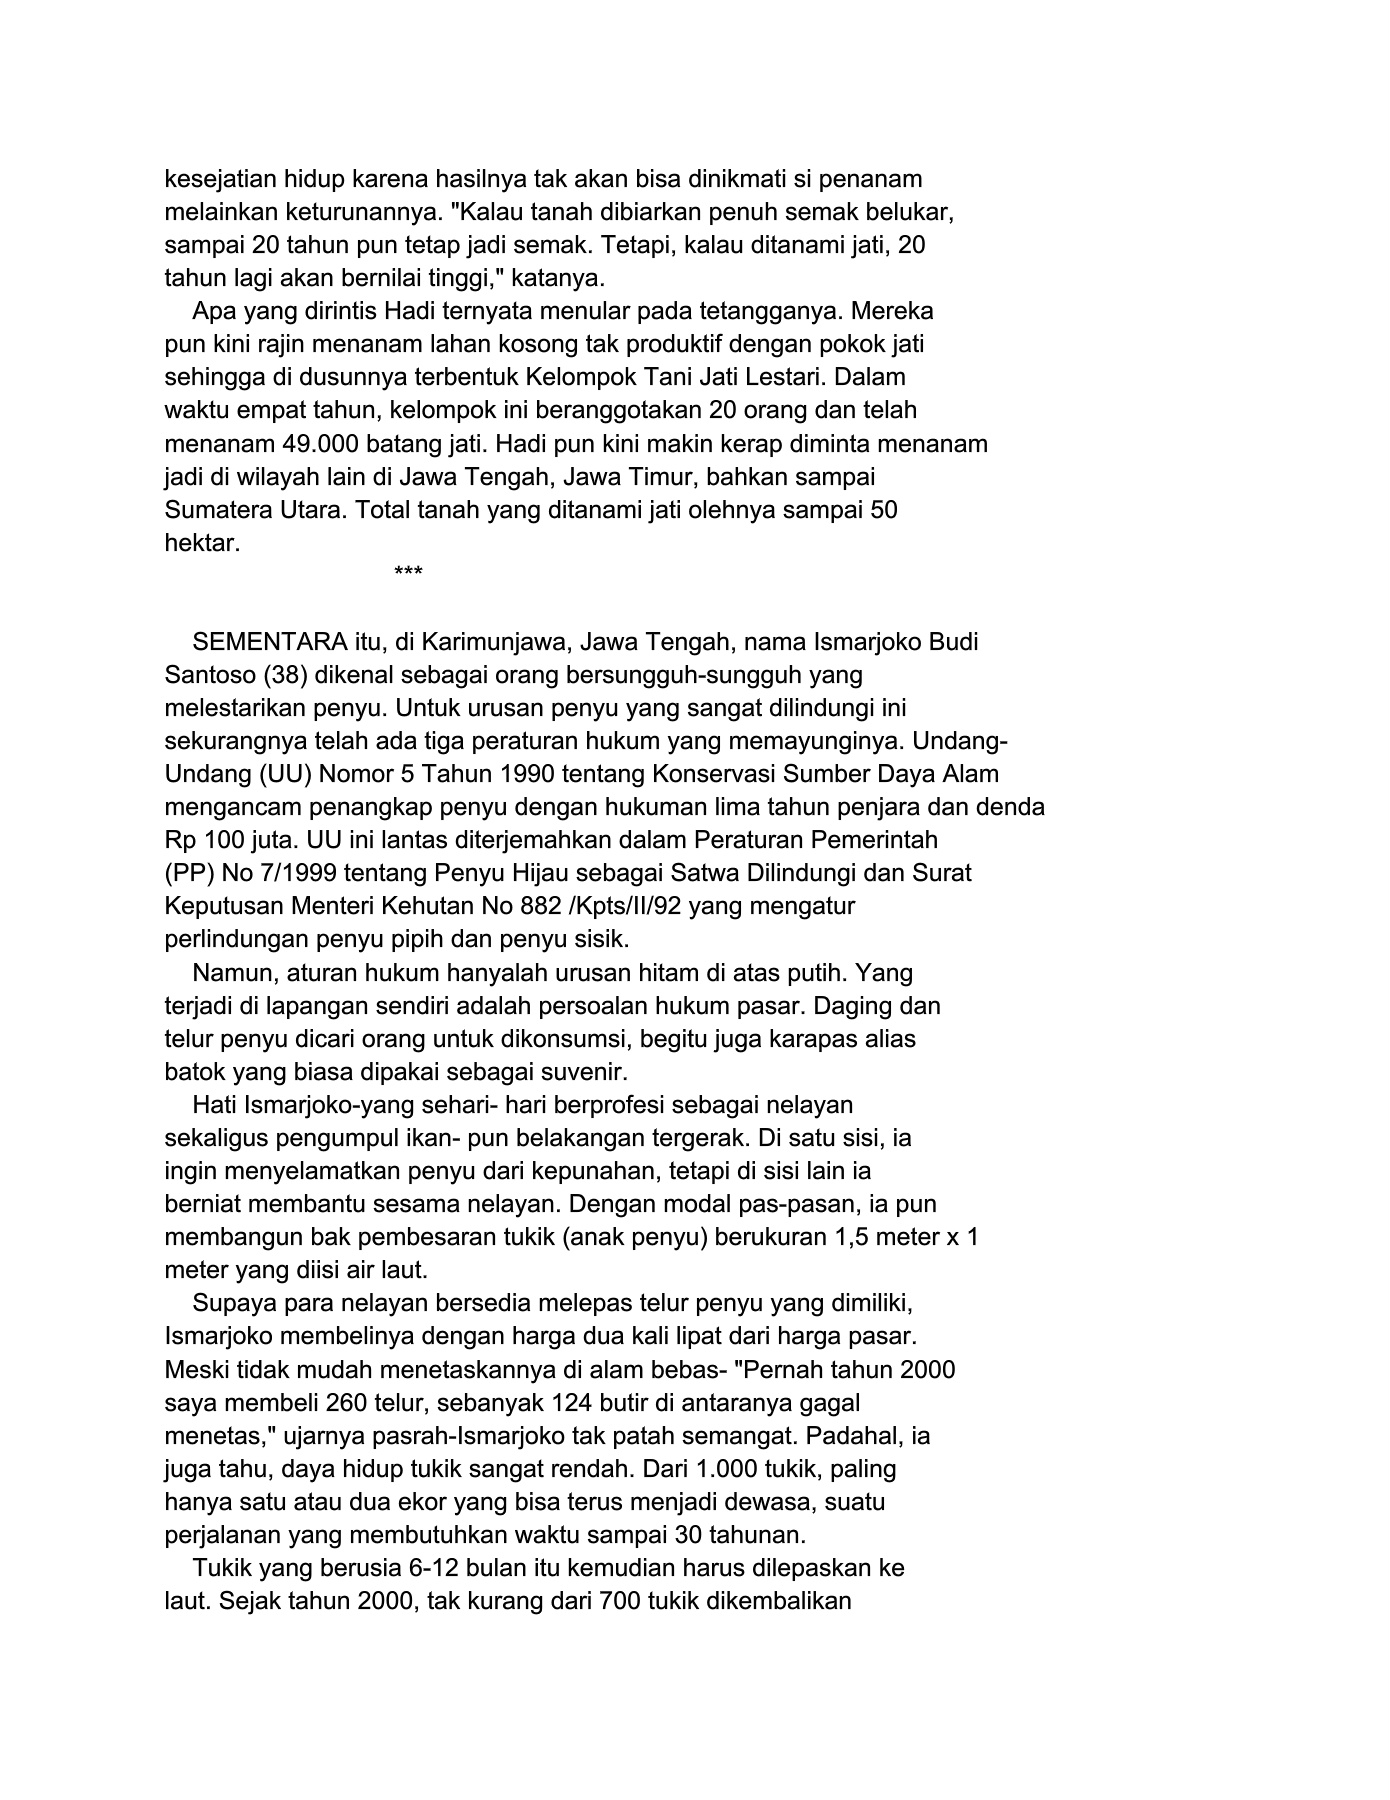 kesejatian hidup karena hasilnya tak akan bisa dinikmati si penanam
melainkan keturunannya. "Kalau tanah dibiarkan penuh semak belukar,
sampai 20 tahun pun tetap jadi semak. Tetapi, kalau ditanami jati, 20
tahun lagi akan bernilai tinggi," katanya.
Apa yang dirintis Hadi ternyata menular pada tetangganya. Mereka
pun kini rajin menanam lahan kosong tak produktif dengan pokok jati
sehingga di dusunnya terbentuk Kelompok Tani Jati Lestari. Dalam
waktu empat tahun, kelompok ini beranggotakan 20 orang dan telah
menanam 49.000 batang jati. Hadi pun kini makin kerap diminta menanam
jadi di wilayah lain di Jawa Tengah, Jawa Timur, bahkan sampai
Sumatera Utara. Total tanah yang ditanami jati olehnya sampai 50
hektar.
***
SEMENTARA itu, di Karimunjawa, Jawa Tengah, nama Ismarjoko Budi
Santoso (38) dikenal sebagai orang bersungguh-sungguh yang
melestarikan penyu. Untuk urusan penyu yang sangat dilindungi ini
sekurangnya telah ada tiga peraturan hukum yang memayunginya. Undang-
Undang (UU) Nomor 5 Tahun 1990 tentang Konservasi Sumber Daya Alam
mengancam penangkap penyu dengan hukuman lima tahun penjara dan denda
Rp 100 juta. UU ini lantas diterjemahkan dalam Peraturan Pemerintah
(PP) No 7/1999 tentang Penyu Hijau sebagai Satwa Dilindungi dan Surat
Keputusan Menteri Kehutan No 882 /Kpts/II/92 yang mengatur
perlindungan penyu pipih dan penyu sisik.
Namun, aturan hukum hanyalah urusan hitam di atas putih. Yang
terjadi di lapangan sendiri adalah persoalan hukum pasar. Daging dan
telur penyu dicari orang untuk dikonsumsi, begitu juga karapas alias
batok yang biasa dipakai sebagai suvenir.
Hati Ismarjoko-yang sehari- hari berprofesi sebagai nelayan
sekaligus pengumpul ikan- pun belakangan tergerak. Di satu sisi, ia
ingin menyelamatkan penyu dari kepunahan, tetapi di sisi lain ia
berniat membantu sesama nelayan. Dengan modal pas-pasan, ia pun
membangun bak pembesaran tukik (anak penyu) berukuran 1,5 meter x 1
meter yang diisi air laut.
Supaya para nelayan bersedia melepas telur penyu yang dimiliki,
Ismarjoko membelinya dengan harga dua kali lipat dari harga pasar.
Meski tidak mudah menetaskannya di alam bebas- "Pernah tahun 2000
saya membeli 260 telur, sebanyak 124 butir di antaranya gagal
menetas," ujarnya pasrah-Ismarjoko tak patah semangat. Padahal, ia
juga tahu, daya hidup tukik sangat rendah. Dari 1.000 tukik, paling
hanya satu atau dua ekor yang bisa terus menjadi dewasa, suatu
perjalanan yang membutuhkan waktu sampai 30 tahunan.
Tukik yang berusia 6-12 bulan itu kemudian harus dilepaskan ke
laut. Sejak tahun 2000, tak kurang dari 700 tukik dikembalikan